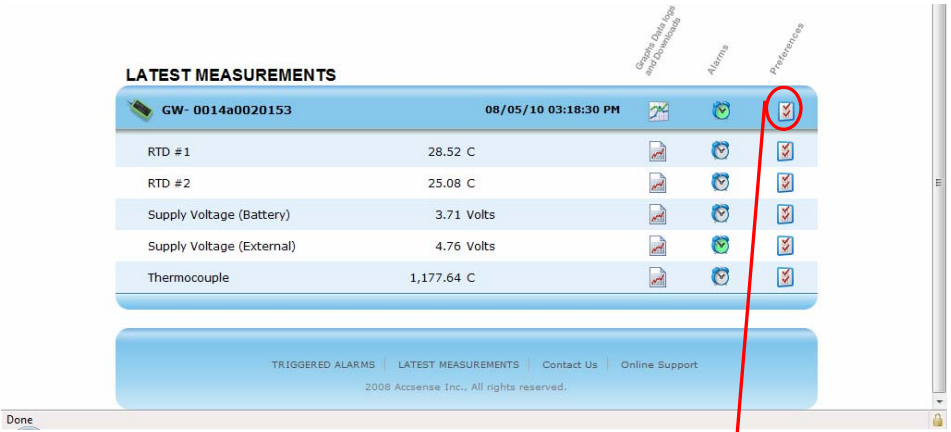 Graphs Data logs
and Downloads
Alarms
Preferences
LATEST MEASUREMENTS
GW- 0014a0020153 08/05/10 03:18:30 PM
RTD #1 28.52 C
RTD #2 25.08 C
Supply Voltage (Battery) 3.71 Volts
Supply Voltage (External) 4.76 Volts
Thermocouple 1,177.64 C
TRIGGERED ALARMS LATEST MEASUREMENTS Contact Us Online Support
2008 Accsense Inc., All rights reserved.
Done